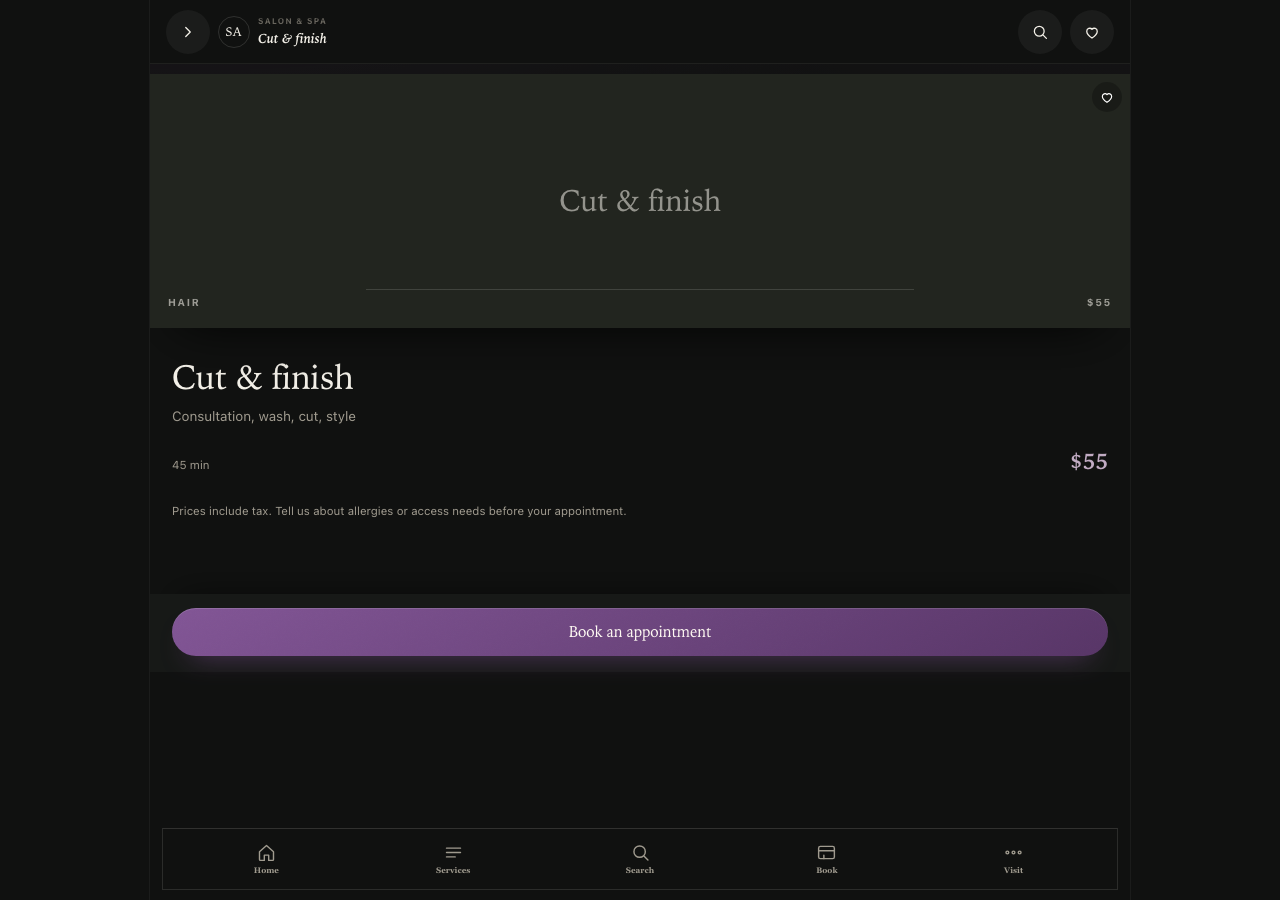 SA
SALON & SPA
Cut & finish
Cut & finish
HAIR
$55
Cut & finish
Consultation, wash, cut, style
45 min
$55
Prices include tax. Tell us about allergies or access needs before your appointment.
Book an appointment
Home
Services
Search
Book
Visit